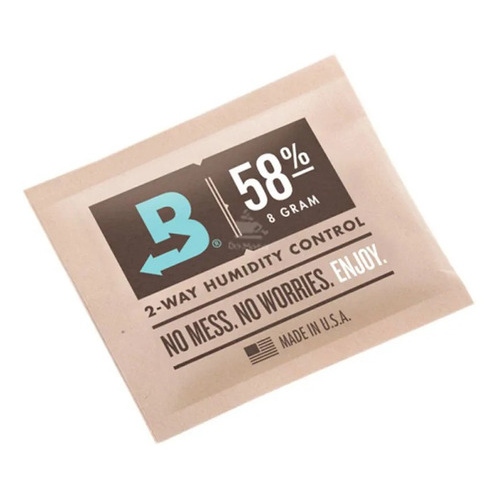 B®
58%
8 GRAM
2-WAY HUMIDITY CONTROL
NO MESS. NO WORRIES. ENJOY.
MADE IN U.S.A.